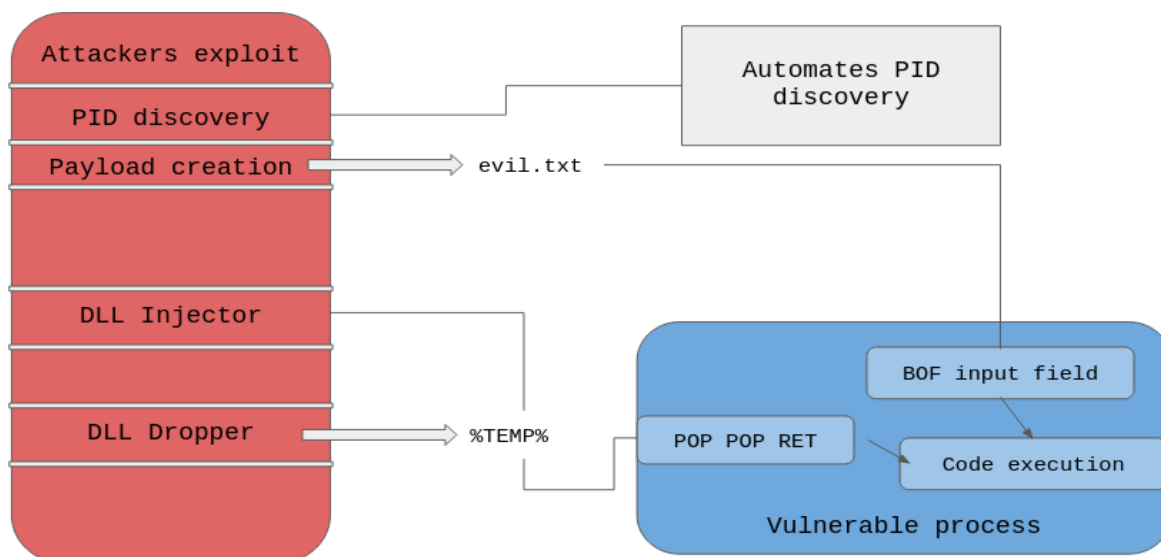 Attackers exploit
PID discovery
Payload creation
DLL Injector
DLL Dropper
Automates PID
discovery
evil.txt
%TEMP%
BOF input field
POP POP RET
Code execution
Vulnerable process